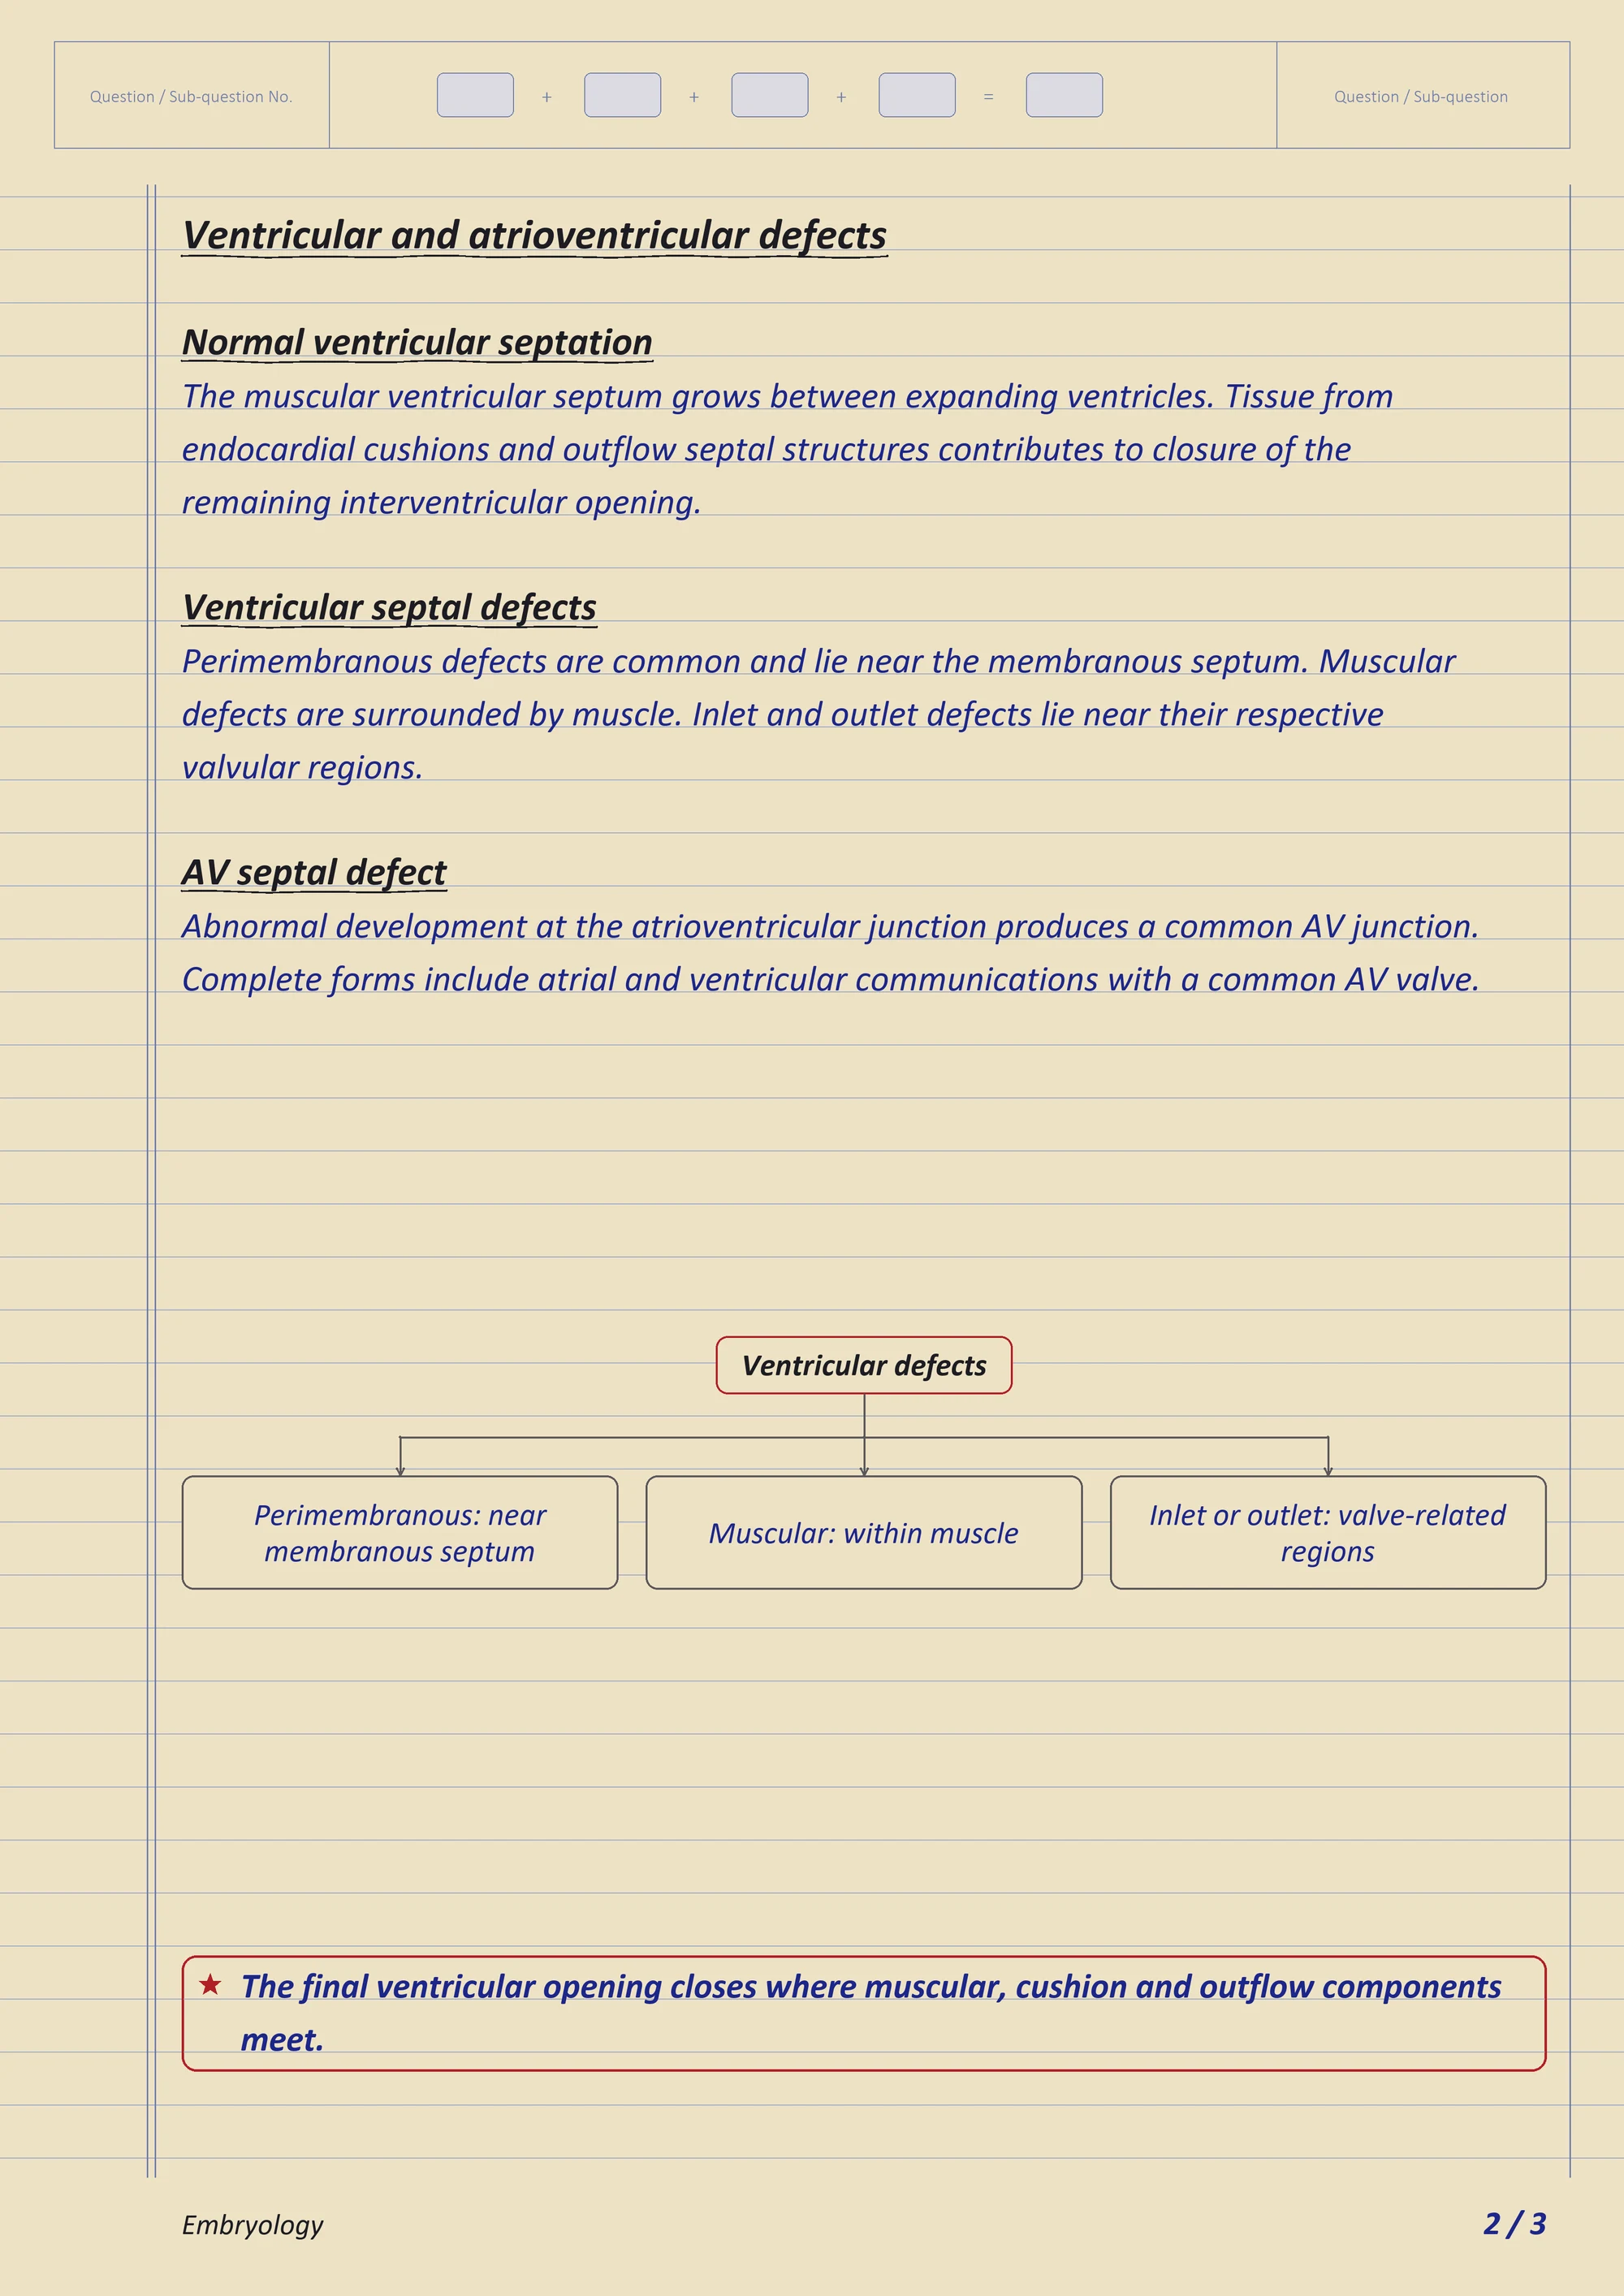 Question / Sub-question No.
+ + + =
Question / Sub-question
Ventricular and atrioventricular defects
Normal ventricular septation
The muscular ventricular septum grows between expanding ventricles. Tissue from
endocardial cushions and outflow septal structures contributes to closure of the
remaining interventricular opening.
Ventricular septal defects
Perimembranous defects are common and lie near the membranous septum. Muscular
defects are surrounded by muscle. Inlet and outlet defects lie near their respective
valvular regions.
AV septal defect
Abnormal development at the atrioventricular junction produces a common AV junction.
Complete forms include atrial and ventricular communications with a common AV valve.
Ventricular defects
Perimembranous: near
membranous septum
Muscular: within muscle
Inlet or outlet: valve-related
regions
★ The final ventricular opening closes where muscular, cushion and outflow components
meet.
Embryology
2 / 3